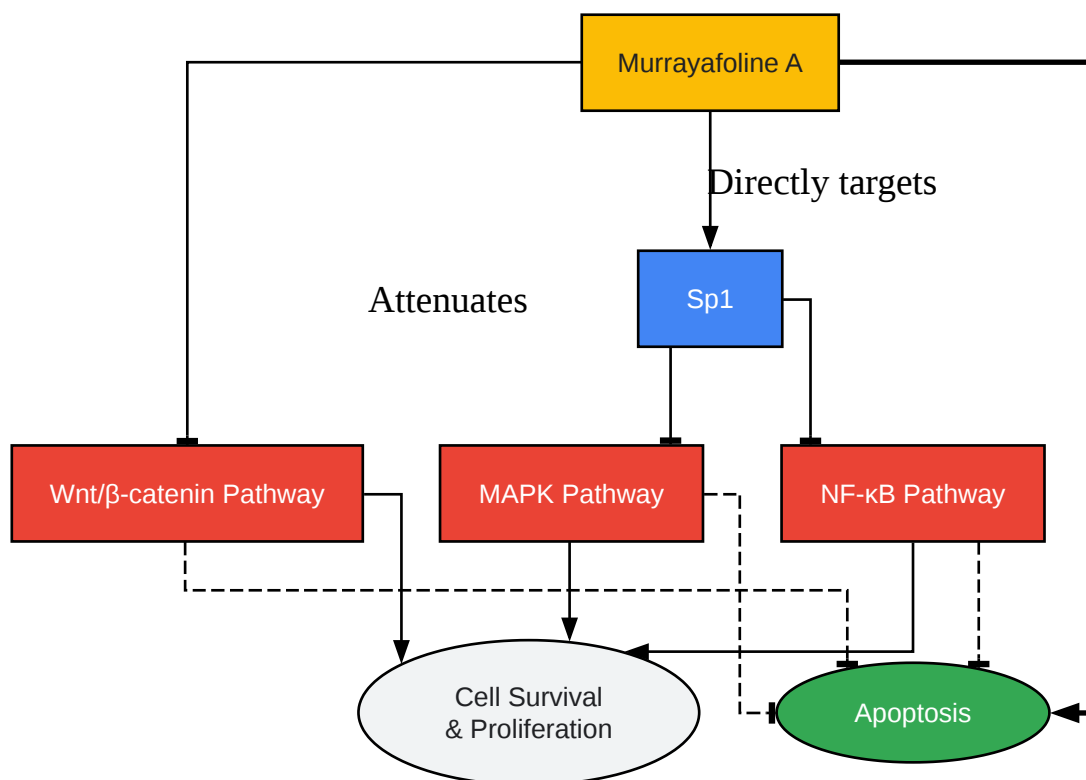 Murrayafoline A
Directly targets
Sp1
Attenuates
Wnt/β-catenin Pathway
MAPK Pathway
NF-κB Pathway
Cell Survival
& Proliferation
Apoptosis